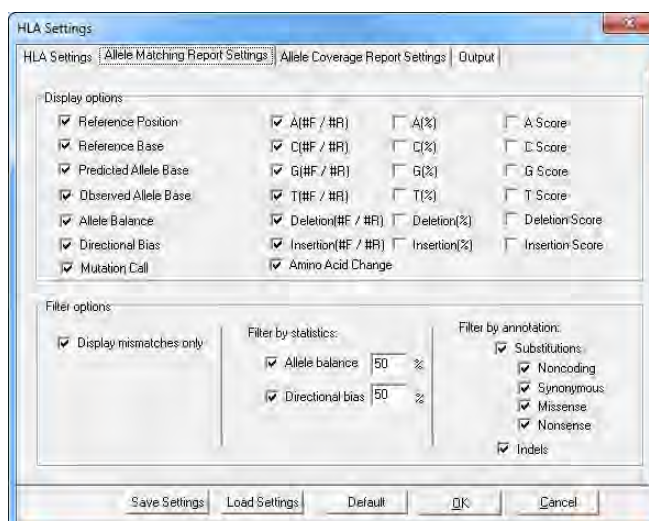 HLA Settings
HLA Settings Allele Matching Report Settings Allele Coverage Report Settings Output
Display options
Reference Position A(#F / #R) A(%) A Score
Reference Base C(#F / #R) C(%) C Score
Predicted Allele Base G(#F / #R) G(%) G Score
Observed Allele Base T(#F / #R) T(%) T Score
Allele Balance Deletion(#F / #R) Deletion(%) Deletion Score
Directional Bias Insertion(#F / #R) Insertion(%) Insertion Score
Mutation Call Amino Acid Change
Filter options
Display mismatches only
Filter by statistics:
Allele balance 50 %
Directional bias 50 %
Filter by annotation:
Substitutions
Noncoding
Synonymous
Missense
Nonsense
Indels
Save Settings Load Settings Default OK Cancel